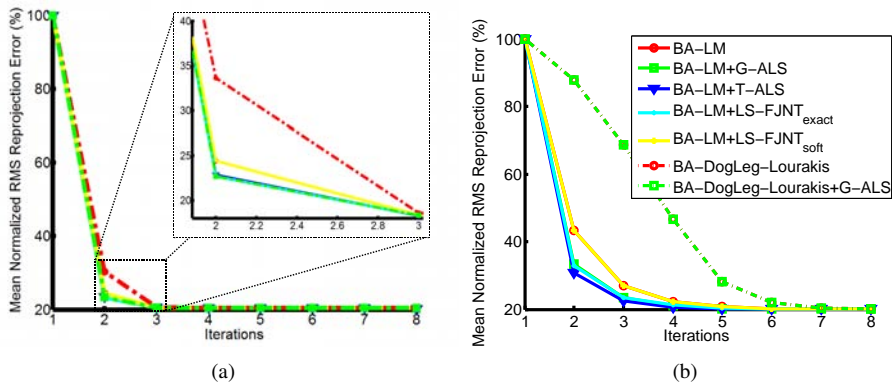 Mean Normalized RMS Reprojection Error (%)
100
80
60
40
20
1 2 3 4 5 6 7 8
Iterations
40
35
30
25
20
2 2.2 2.4 2.6 2.8 3
(a)
Mean Normalized RMS Reprojection Error (%)
100
80
60
40
20
1 2 3 4 5 6 7 8
Iterations
BA−LM
BA−LM+G−ALS
BA−LM+T−ALS
BA−LM+LS−FJNTexact
BA−LM+LS−FJNTsoft
BA−DogLeg−Lourakis
BA−DogLeg−Lourakis+G−ALS
(b)